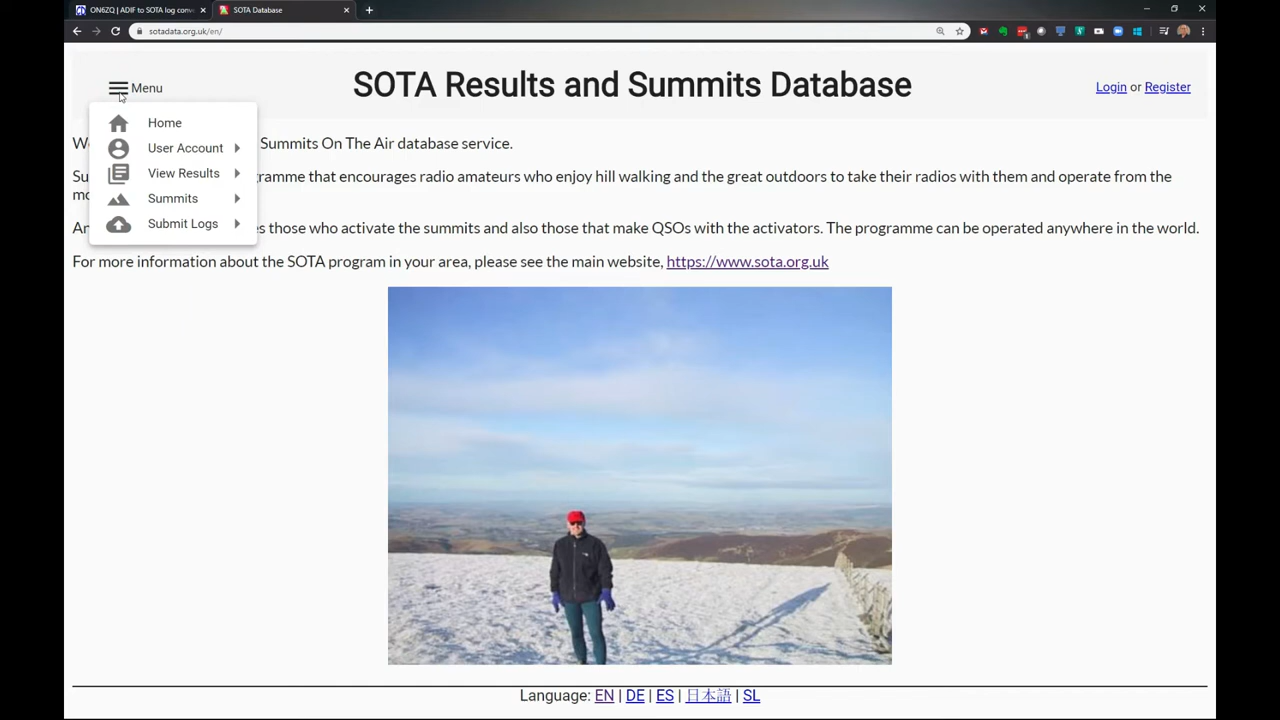 ON6ZQ | ADIF to SOTA log conv
SOTA Database
sotadata.org.uk/en/
Menu
SOTA Results and Summits Database
Login or Register
Home
User Account
View Results
Summits
Submit Logs
We
Summits On The Air database service.
Su
gramme that encourages radio amateurs who enjoy hill walking and the great outdoors to take their radios with them and operate from the
mo
An
es those who activate the summits and also those that make QSOs with the activators. The programme can be operated anywhere in the world.
For more information about the SOTA program in your area, please see the main website, https://www.sota.org.uk
Language: EN | DE | ES | 日本語 | SL